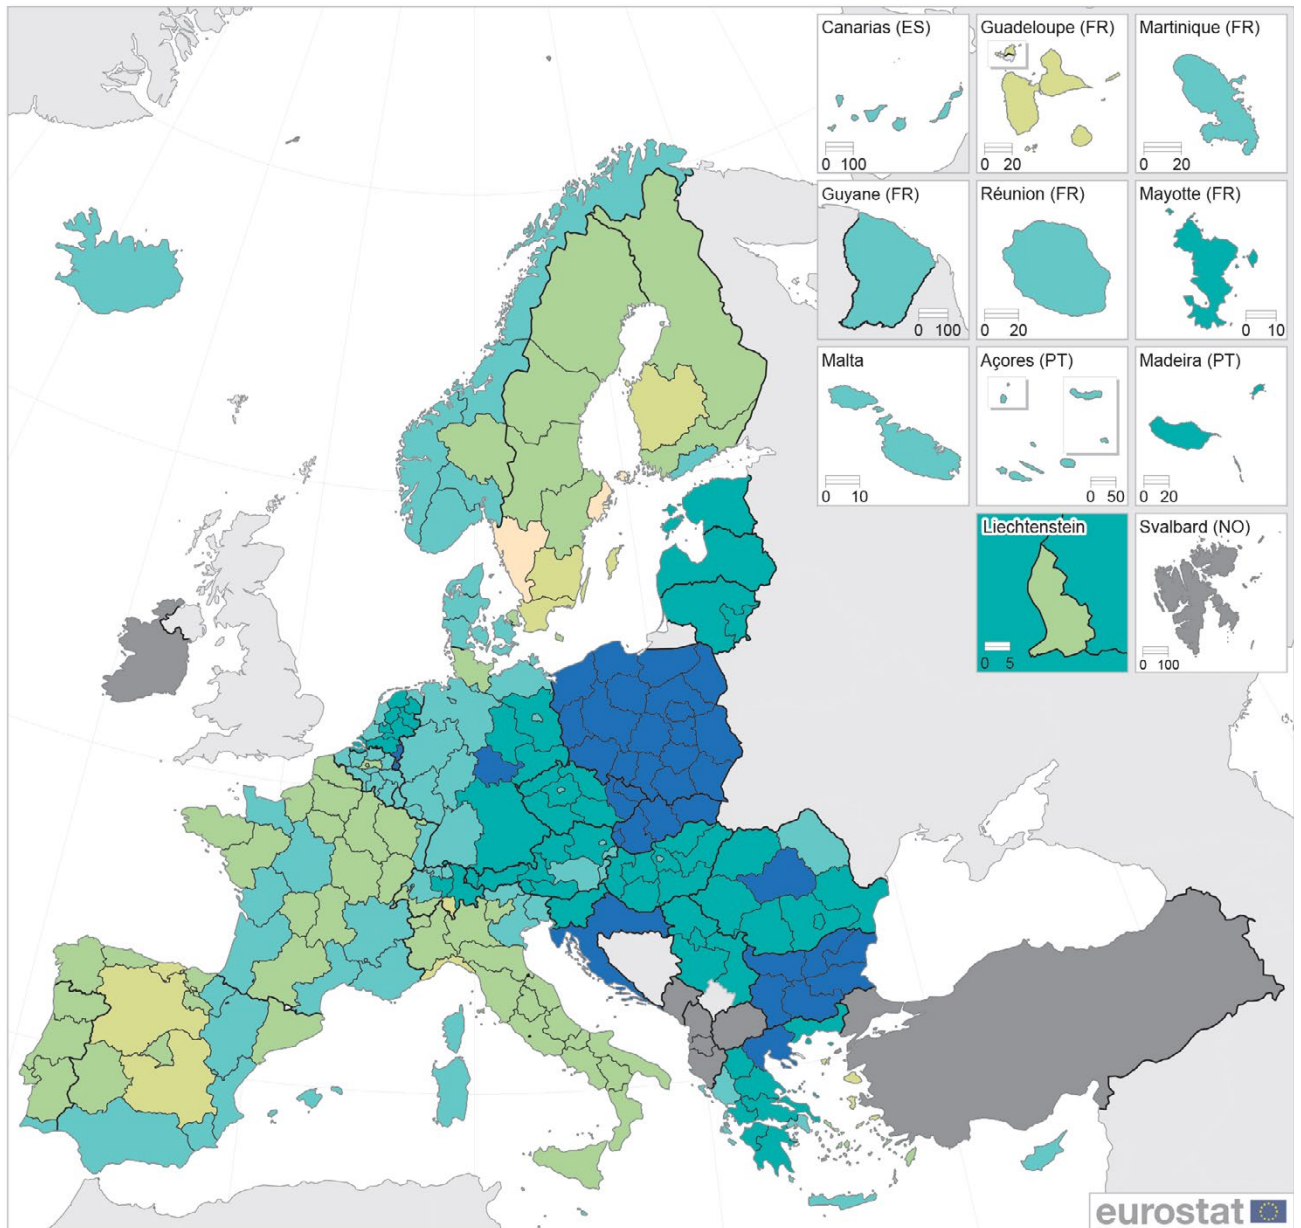 Canarias (ES)
0 100
Guadeloupe (FR)
0 20
Martinique (FR)
0 20
Guyane (FR)
0 100
Réunion (FR)
0 20
Mayotte (FR)
0 10
Malta
0 10
Açores (PT)
0 50
Madeira (PT)
0 20
Liechtenstein
0 5
Svalbard (NO)
0 100
eurostat